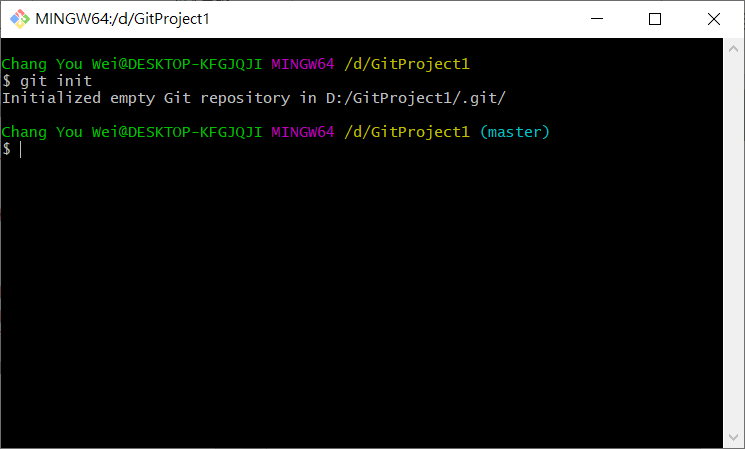 MINGW64:/d/GitProject1
Chang You Wei@DESKTOP-KFGJQJI MINGW64 /d/GitProject1
$ git init
Initialized empty Git repository in D:/GitProject1/.git/
Chang You Wei@DESKTOP-KFGJQJI MINGW64 /d/GitProject1 (master)
$